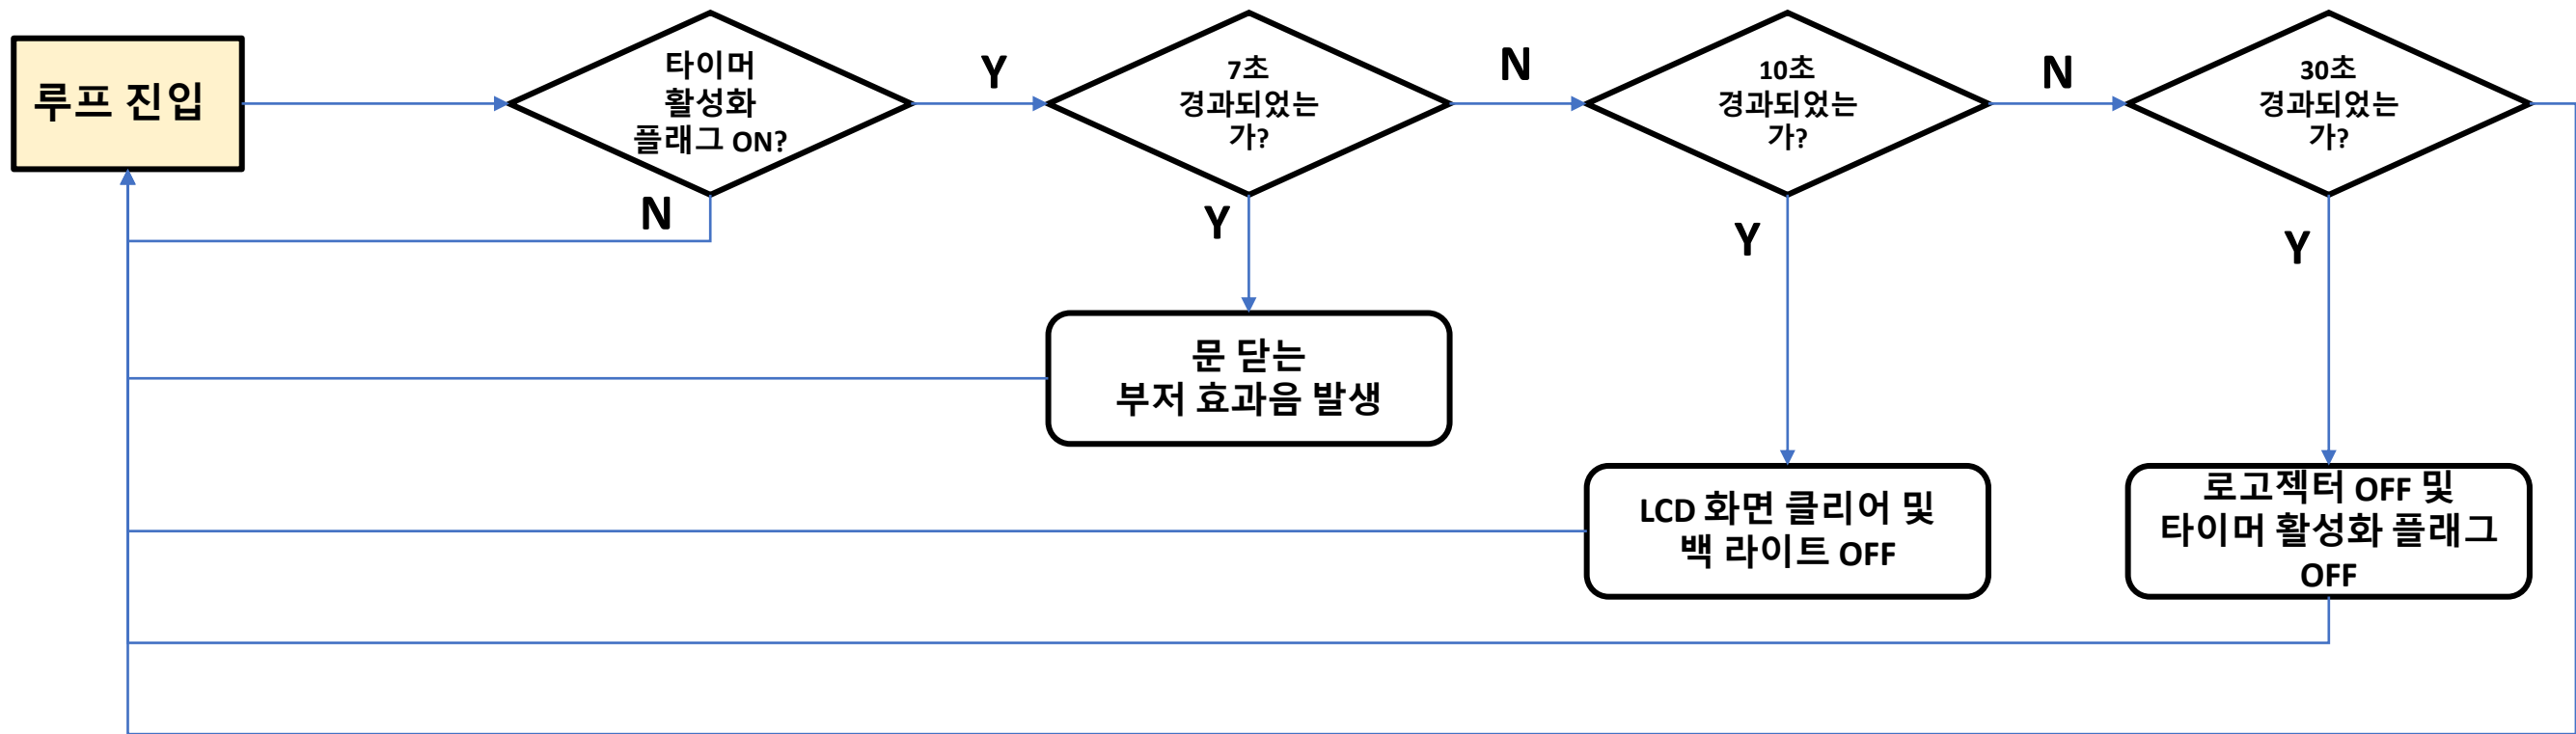 루프 진입
타이머
활성화
플래그 ON?
Y
N
7초
경과되었는
가?
N
Y
10초
경과되었는
가?
N
Y
30초
경과되었는
가?
Y
문 닫는
부저 효과음 발생
LCD 화면 클리어 및
백 라이트 OFF
로고젝터 OFF 및
타이머 활성화 플래그
OFF